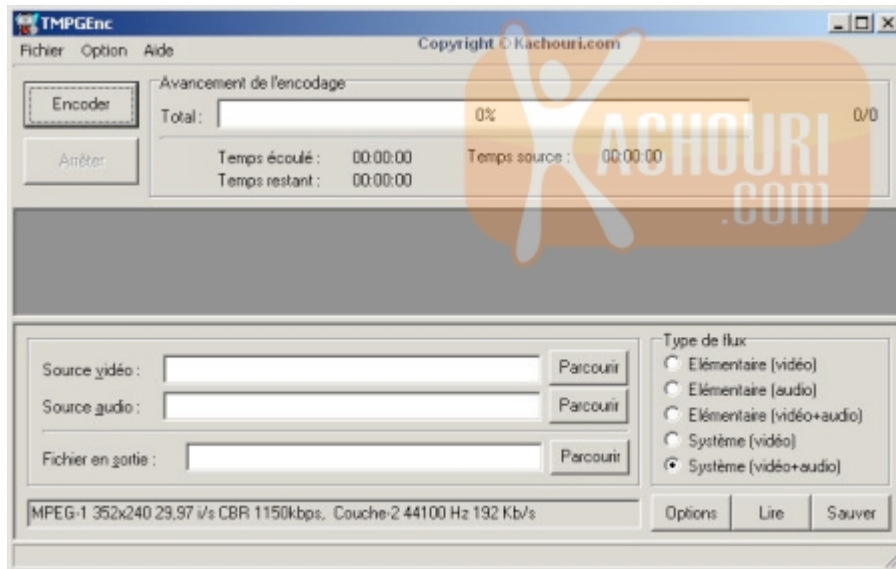 TMPGEnc
Fichier Option Aide
Copyright © Kachouri.com
Encoder
Avancement de l'encodage
Total : 0% 0/0
Arrêter
Temps écoulé : 00:00:00 Temps source : 00:00:00
Temps restant : 00:00:00
KACHOURI
.com
Source vidéo : Parcourir
Source audio : Parcourir
Fichier en sortie : Parcourir
Type de flux
Elémentaire (vidéo)
Elémentaire (audio)
Elémentaire (vidéo+audio)
Système (vidéo)
Système (vidéo+audio)
MPEG-1 352x240 29,97 i/s CBR 1150kbps, Couche-2 44100 Hz 192 Kb/s
Options Lire Sauver